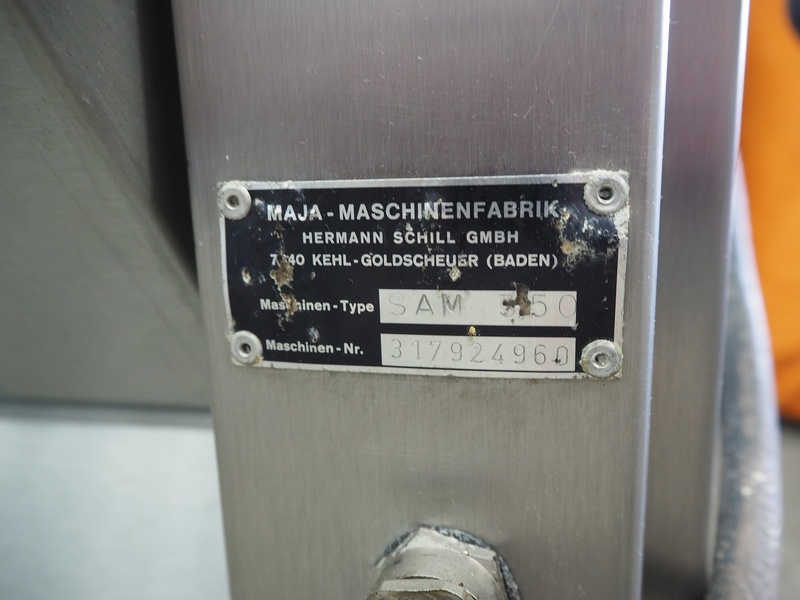 MAJA-MASCHINENFABRIK
HERMANN SCHILL GMBH
KEHL-GOLDSCHEUER (BADEN)
Maschinen-Type SAM
Maschinen-Nr. 317924960